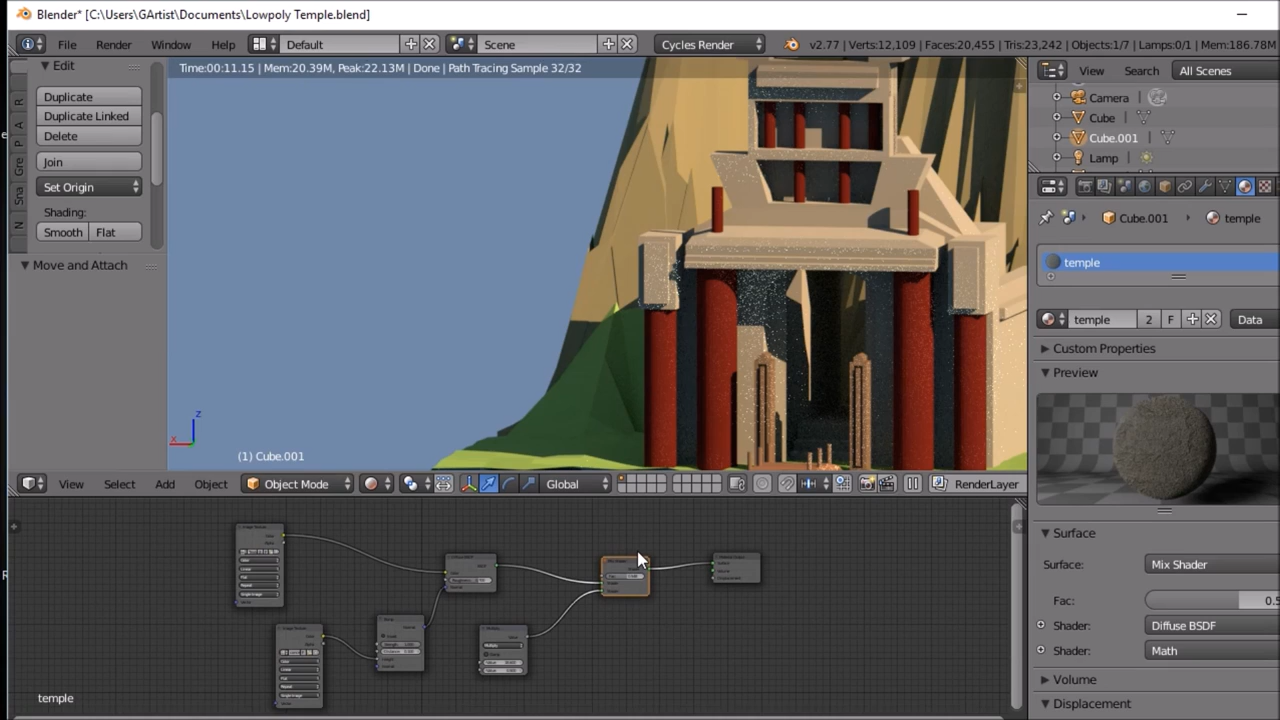 Blender* [C:\Users\GArtist\Documents\Lowpoly Temple.blend]
File Render Window Help Default Scene Cycles Render v2.77 | Verts:12,109 | Faces:20,455 | Tris:23,242 | Objects:1/7 | Lamps:0/1 | Mem:186.78M
Edit
Time:00:11.15 | Mem:20.39M, Peak:22.13M | Done | Path Tracing Sample 32/32
View Search All Scenes
Duplicate
Duplicate Linked
Delete
Join
Set Origin
Shading:
Smooth Flat
Move and Attach
R
A
P
Gre
Sna
N
Camera
Cube
Cube.001
Lamp
Cube.001 temple
temple
temple 2 F Data
Custom Properties
Preview
z
x
(1) Cube.001
View Select Add Object Object Mode Global RenderLayer
Surface
Surface: Mix Shader
Fac: 0.5
Shader: Diffuse BSDF
Shader: Math
Volume
Displacement
temple